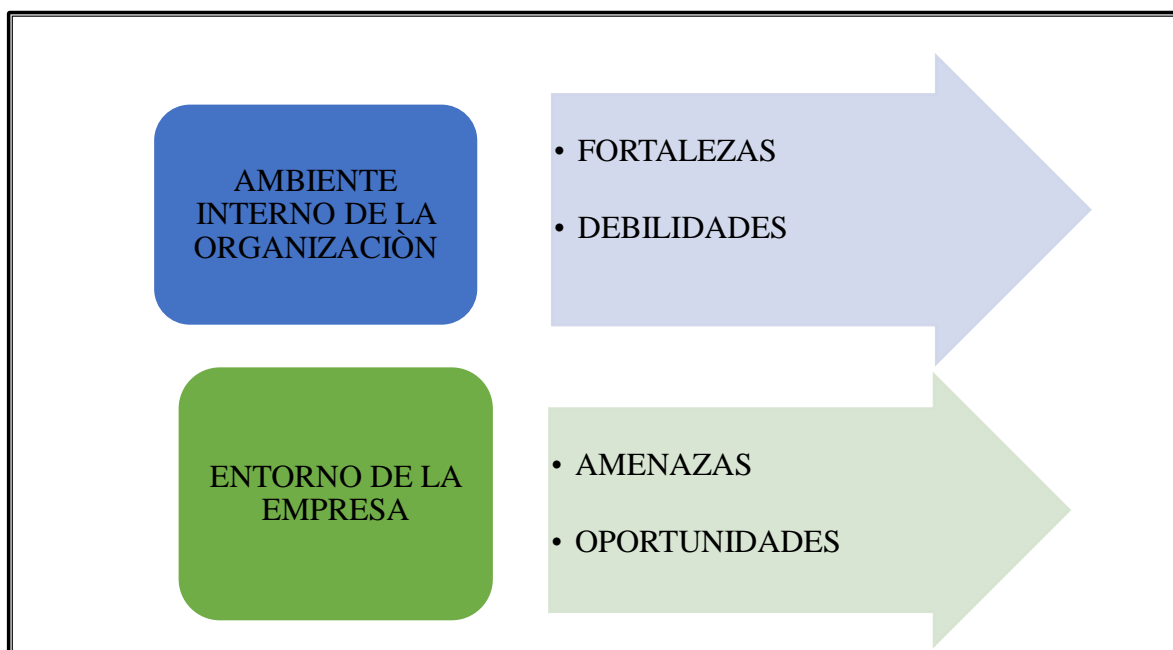 AMBIENTE
INTERNO DE LA
ORGANIZACIÒN
• FORTALEZAS
• DEBILIDADES
ENTORNO DE LA
EMPRESA
• AMENAZAS
• OPORTUNIDADES